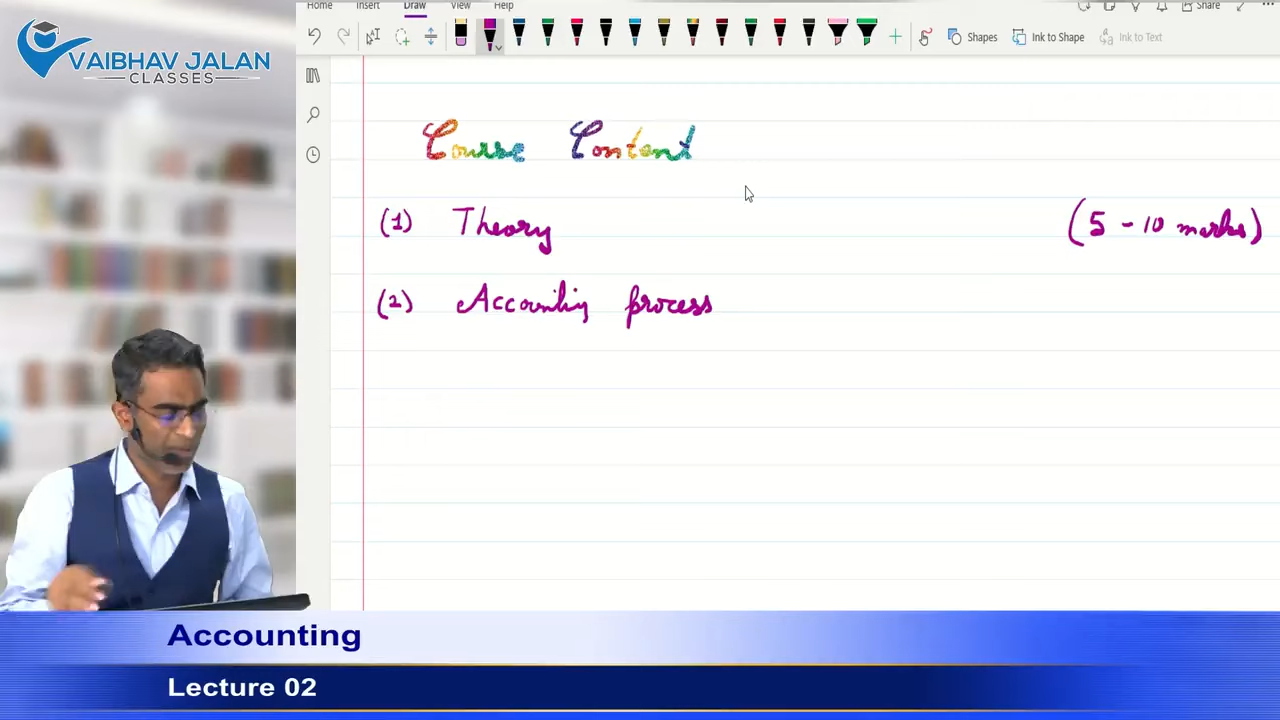 Home Insert Draw View Help Share
Shapes Ink to Shape Ink to Text
VAIBHAV JALAN
CLASSES
Course Content
(1) Theory (5 - 10 marks)
(2) Accounting process
Accounting
Lecture 02